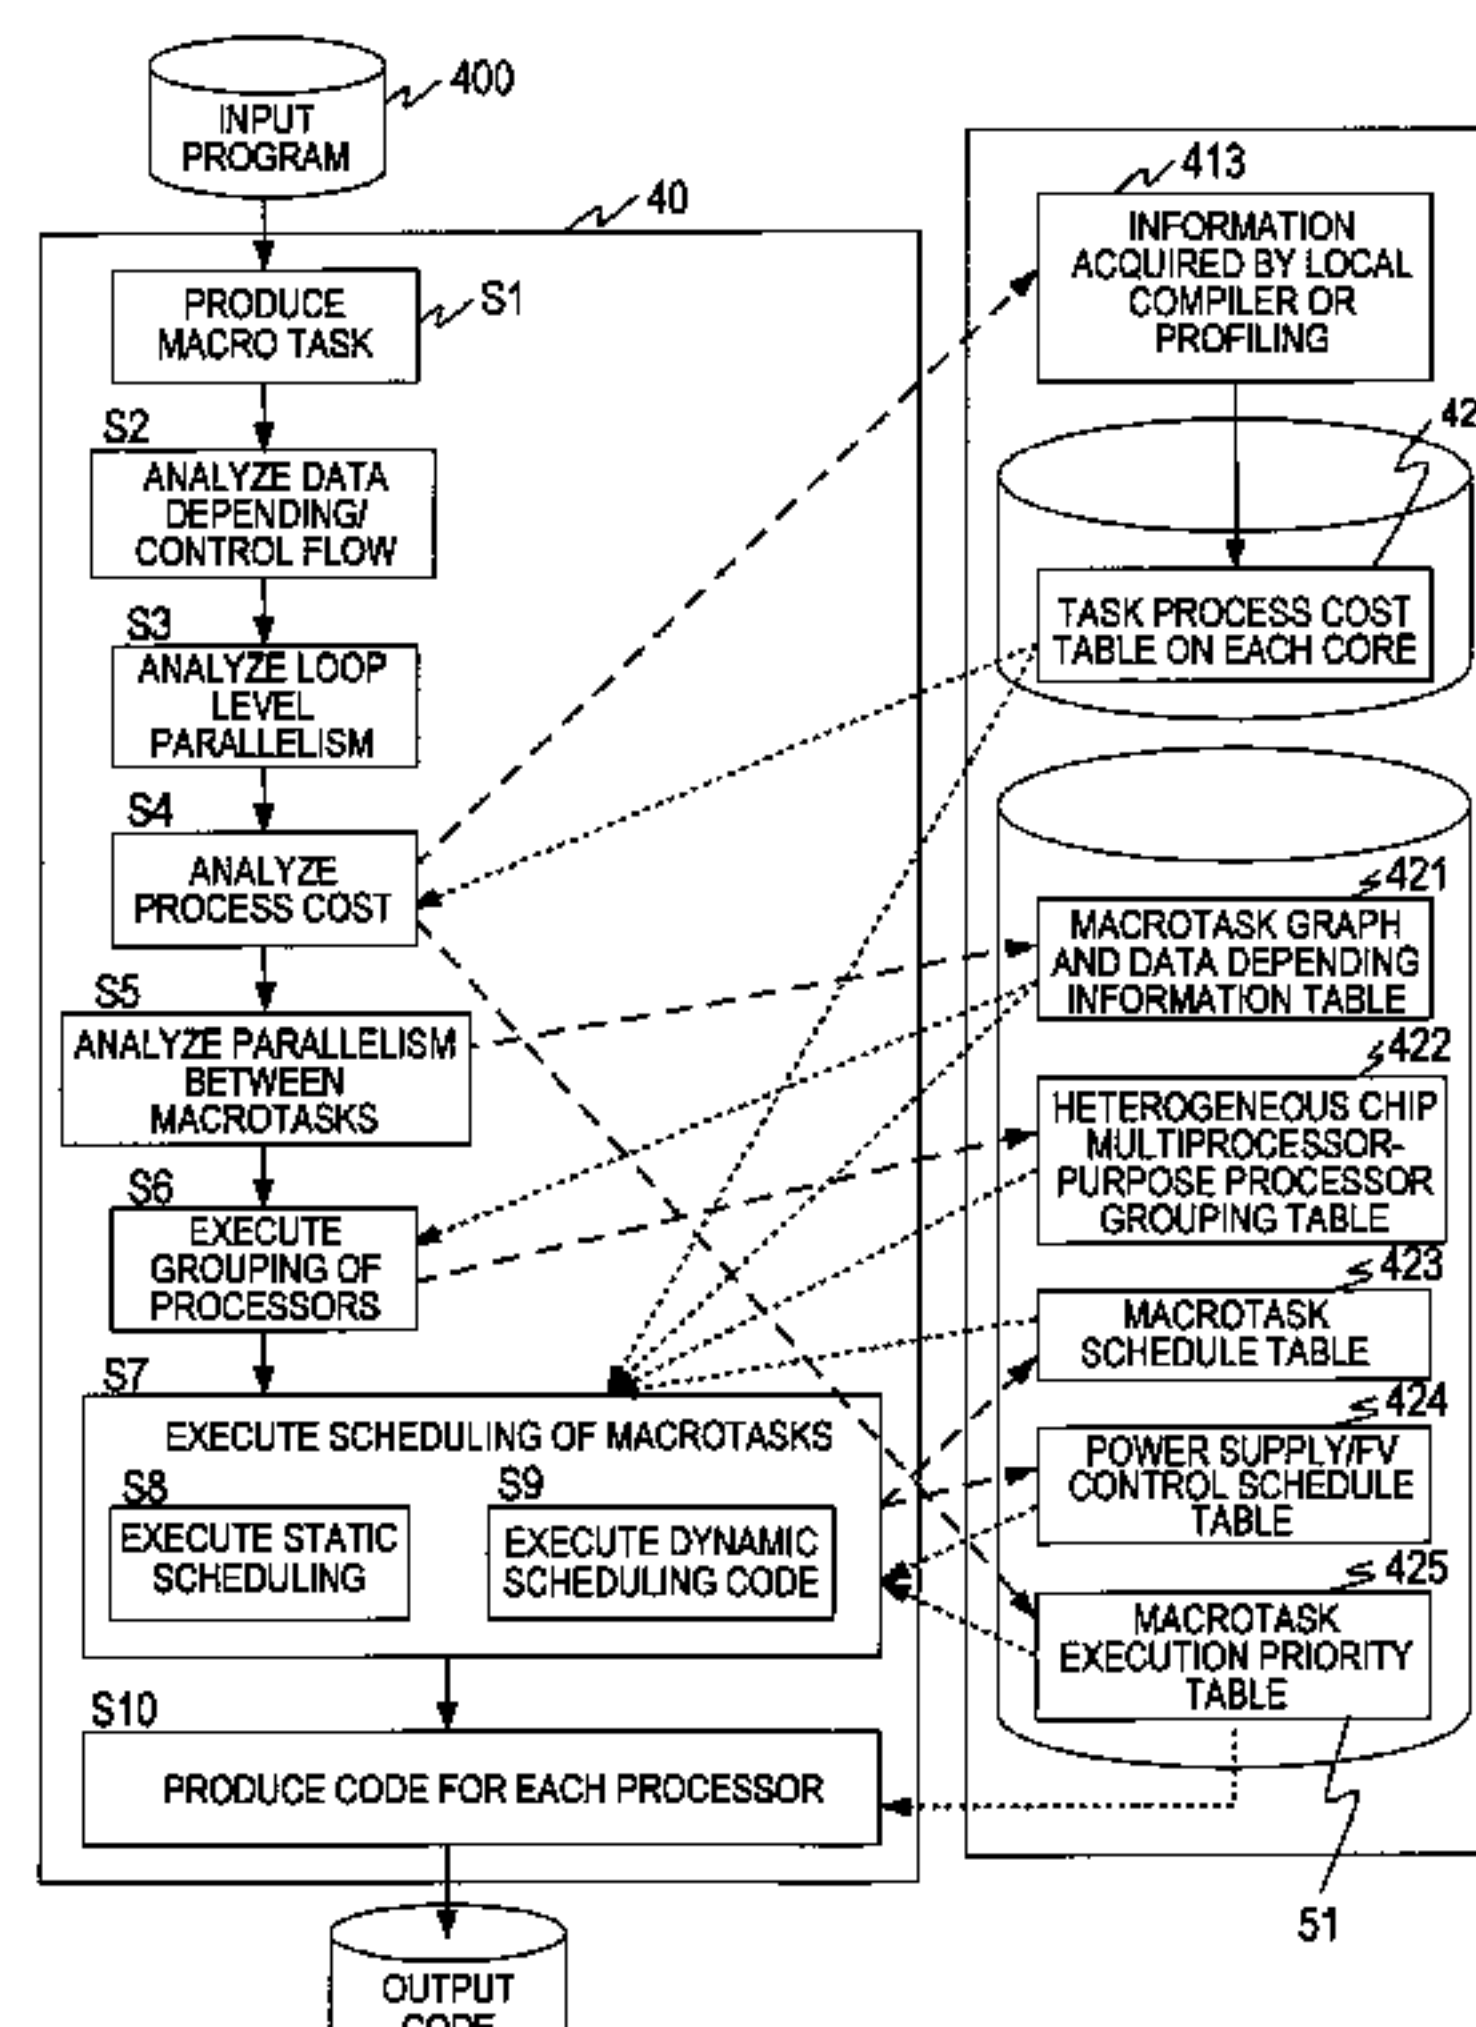 INPUT
PROGRAM
400
40
PRODUCE
MACRO TASK
S1
S2
ANALYZE DATA
DEPENDING/
CONTROL FLOW
S3
ANALYZE LOOP
LEVEL
PARALLELISM
S4
ANALYZE
PROCESS COST
S5
ANALYZE PARALLELISM
BETWEEN
MACROTASKS
S6
EXECUTE
GROUPING OF
PROCESSORS
S7
EXECUTE SCHEDULING OF MACROTASKS
S8
EXECUTE STATIC
SCHEDULING
S9
EXECUTE DYNAMIC
SCHEDULING CODE
S10
PRODUCE CODE FOR EACH PROCESSOR
OUTPUT
CODE
413
INFORMATION
ACQUIRED BY LOCAL
COMPILER OR
PROFILING
TASK PROCESS COST
TABLE ON EACH CORE
421
MACROTASK GRAPH
AND DATA DEPENDING
INFORMATION TABLE
422
HETEROGENEOUS CHIP
MULTIPROCESSOR-
PURPOSE PROCESSOR
GROUPING TABLE
423
MACROTASK
SCHEDULE TABLE
424
POWER SUPPLY/FV
CONTROL SCHEDULE
TABLE
425
MACROTASK
EXECUTION PRIORITY
TABLE
51